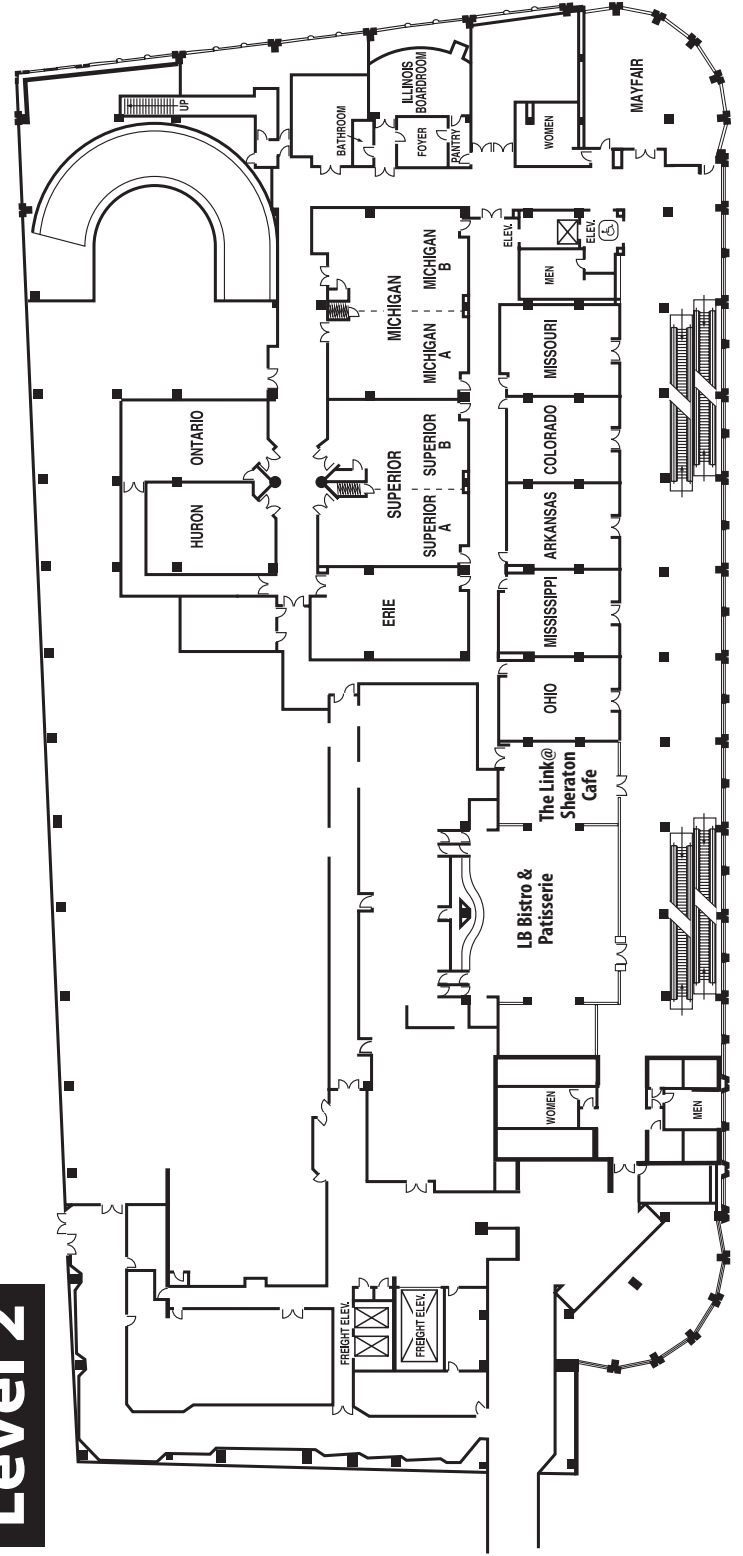 Level 2
FREIGHT ELEV.
FREIGHT ELEV.
WOMEN
MEN
LB Bistro &
Patisserie
The Link@
Sheraton
Cafe
OHIO
MISSISSIPPI
ARKANSAS
COLORADO
MISSOURI
ERIE
SUPERIOR
SUPERIOR
A
SUPERIOR
B
MICHIGAN
MICHIGAN
A
MICHIGAN
B
HURON
ONTARIO
UP
BATHROOM
ILLINOIS
BOARDROOM
FOYER
PANTRY
ELEV.
MEN
ELEV.
WOMEN
MAYFAIR